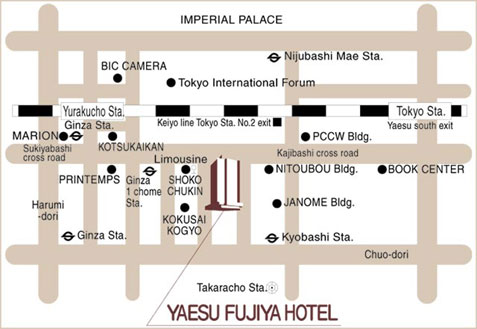 IMPERIAL PALACE
Nijubashi Mae Sta.
BIC CAMERA
Tokyo International Forum
Yurakucho Sta.
Tokyo Sta.
Ginza Sta.
Keiyo line Tokyo Sta. No.2 exit
Yaesu south exit
MARION
KOTSUKAIKAN
PCCW Bldg.
Sukiyabashi
cross road
Limousine
Kajibashi cross road
PRINTEMPS
Ginza
1 chome
Sta.
SHOKO
CHUKIN
NITOUBOU Bldg.
BOOK CENTER
Harumi
-dori
KOKUSAI
KOGYO
JANOME Bldg.
Ginza Sta.
Kyobashi Sta.
Chuo-dori
Takaracho Sta.
YAESU FUJIYA HOTEL